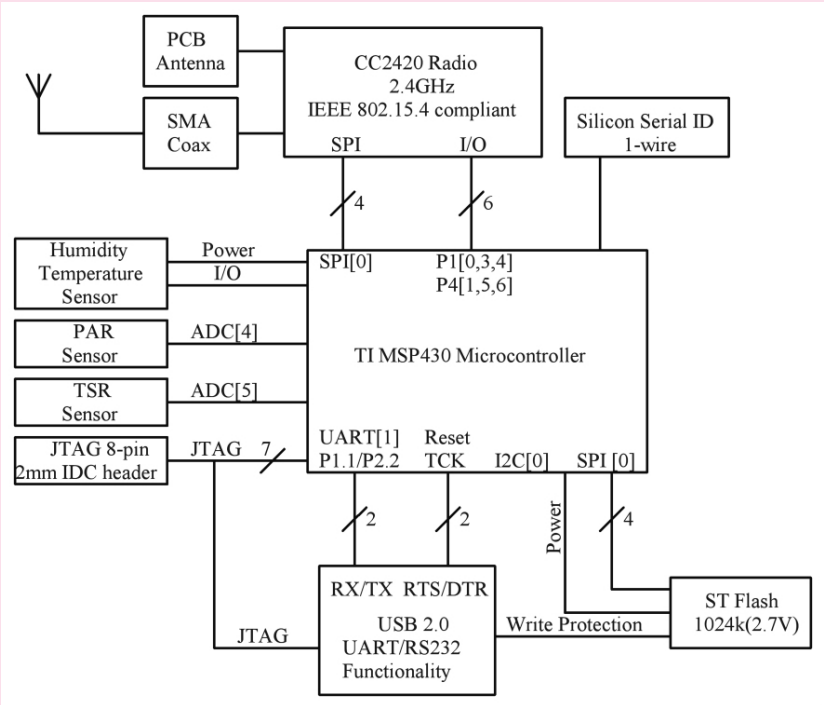 PCB
Antenna
CC2420 Radio
2.4GHz
IEEE 802.15.4 compliant
SPI I/O
SMA
Coax
Silicon Serial ID
1-wire
4 6
Humidity
Temperature
Sensor
Power
I/O
SPI[0] P1[0,3,4]
P4[1,5,6]
PAR
Sensor
ADC[4]
TI MSP430 Microcontroller
TSR
Sensor
ADC[5]
JTAG 8-pin
2mm IDC header
JTAG 7
UART[1] Reset
P1.1/P2.2 TCK I2C[0] SPI [0]
2 2 Power 4
RX/TX RTS/DTR
USB 2.0
UART/RS232
Functionality
JTAG
Write Protection
ST Flash
1024k(2.7V)